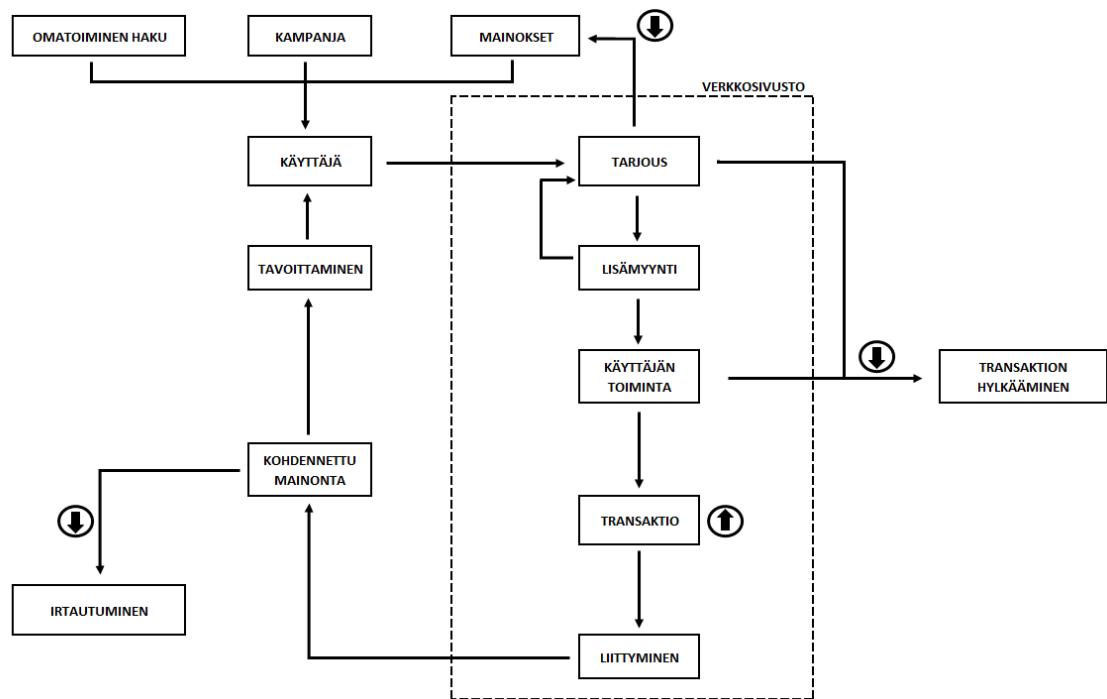 OMATOIMINEN HAKU
KAMPANJA
MAINOKSET
VERKKOSIVUSTO
KÄYTTÄJÄ
TARJOUS
TAVOITTAMINEN
LISÄMYYNTI
KÄYTTÄJÄN
TOIMINTA
TRANSAKTION
HYLKÄÄMINEN
KOHDENNETTU
MAINONTA
TRANSAKTIO
IRTAUTUMINEN
LIITTYMINEN